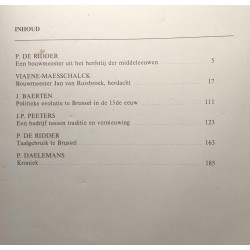 INHOUD
P. DE RIDDER
Een bouwmeester uit het herfsttij der middeleeuwen 5
VIAENE-MAESSCHALCK
Bouwmeester Jan van Ruisbroek, herdacht 17
J. BAERTEN
Politieke evolutie te Brussel in de 15de eeuw 111
J.P. PEETERS
Een bedrijf tussen traditie en vernieuwing 123
P. DE RIDDER
Taalgebruik te Brussel 163
P. DAELEMANS
Kroniek 183